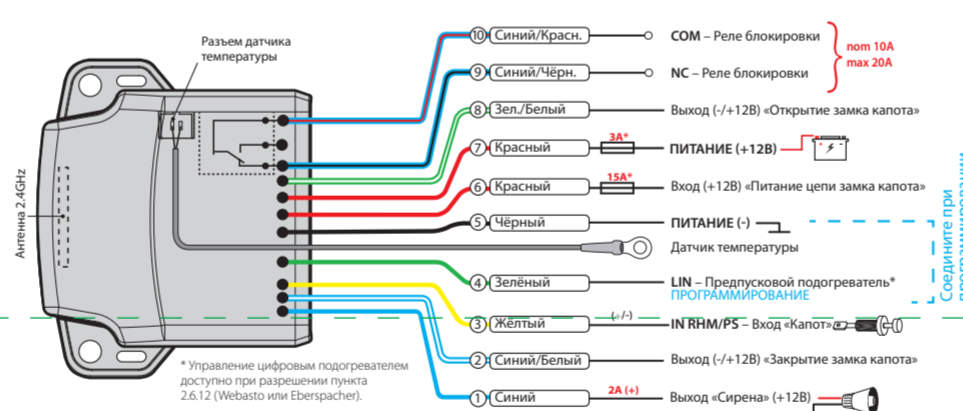 Разъем датчика
температуры
Антенна 2.4GHz
10 Синий/Красн. COM – Реле блокировки
nom 10A
max 20A
9 Синий/Чёрн. NC – Реле блокировки
8 Зел./Белый Выход (-/+12В) «Открытие замка капота»
7 Красный 3А* ПИТАНИЕ (+12В)
6 Красный 15А* Вход (+12В) «Питание цепи замка капота»
5 Чёрный ПИТАНИЕ (-)
Датчик температуры
4 Зелёный LIN – Предпусковой подогреватель*
ПРОГРАММИРОВАНИЕ
Соедините при
программировании
3 Жёлтый (-/-) IN RHM/PS – Вход «Капот»
2 Синий/Белый Выход (-/+12В) «Закрытие замка капота»
1 Синий 2А (+) Выход «Сирена» (+12В)
* Управление цифровым подогревателем
доступно при разрешении пункта
2.6.12 (Webasto или Eberspacher).